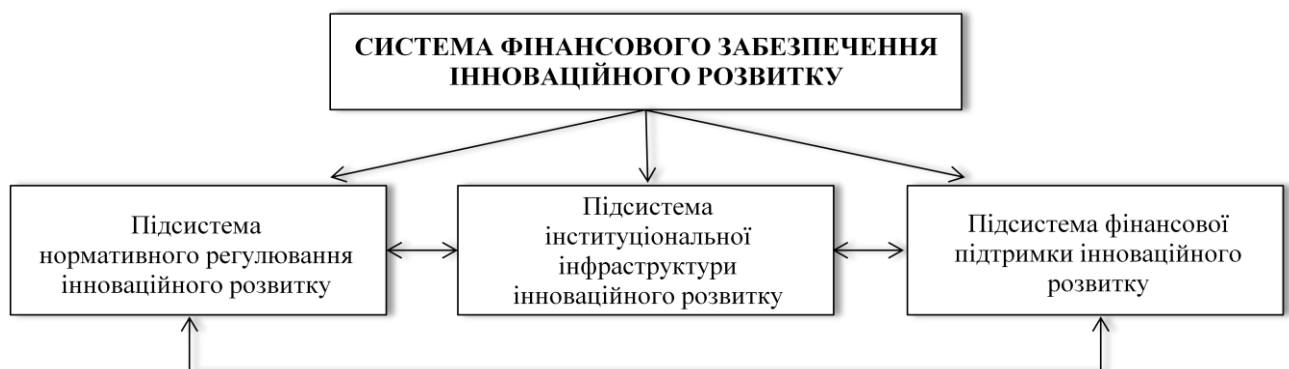 СИСТЕМА ФІНАНСОВОГО ЗАБЕЗПЕЧЕННЯ
ІННОВАЦІЙНОГО РОЗВИТКУ
Підсистема
нормативного регулювання
інноваційного розвитку
Підсистема
інституціональної
інфраструктури
інноваційного розвитку
Підсистема фінансової
підтримки інноваційного
розвитку